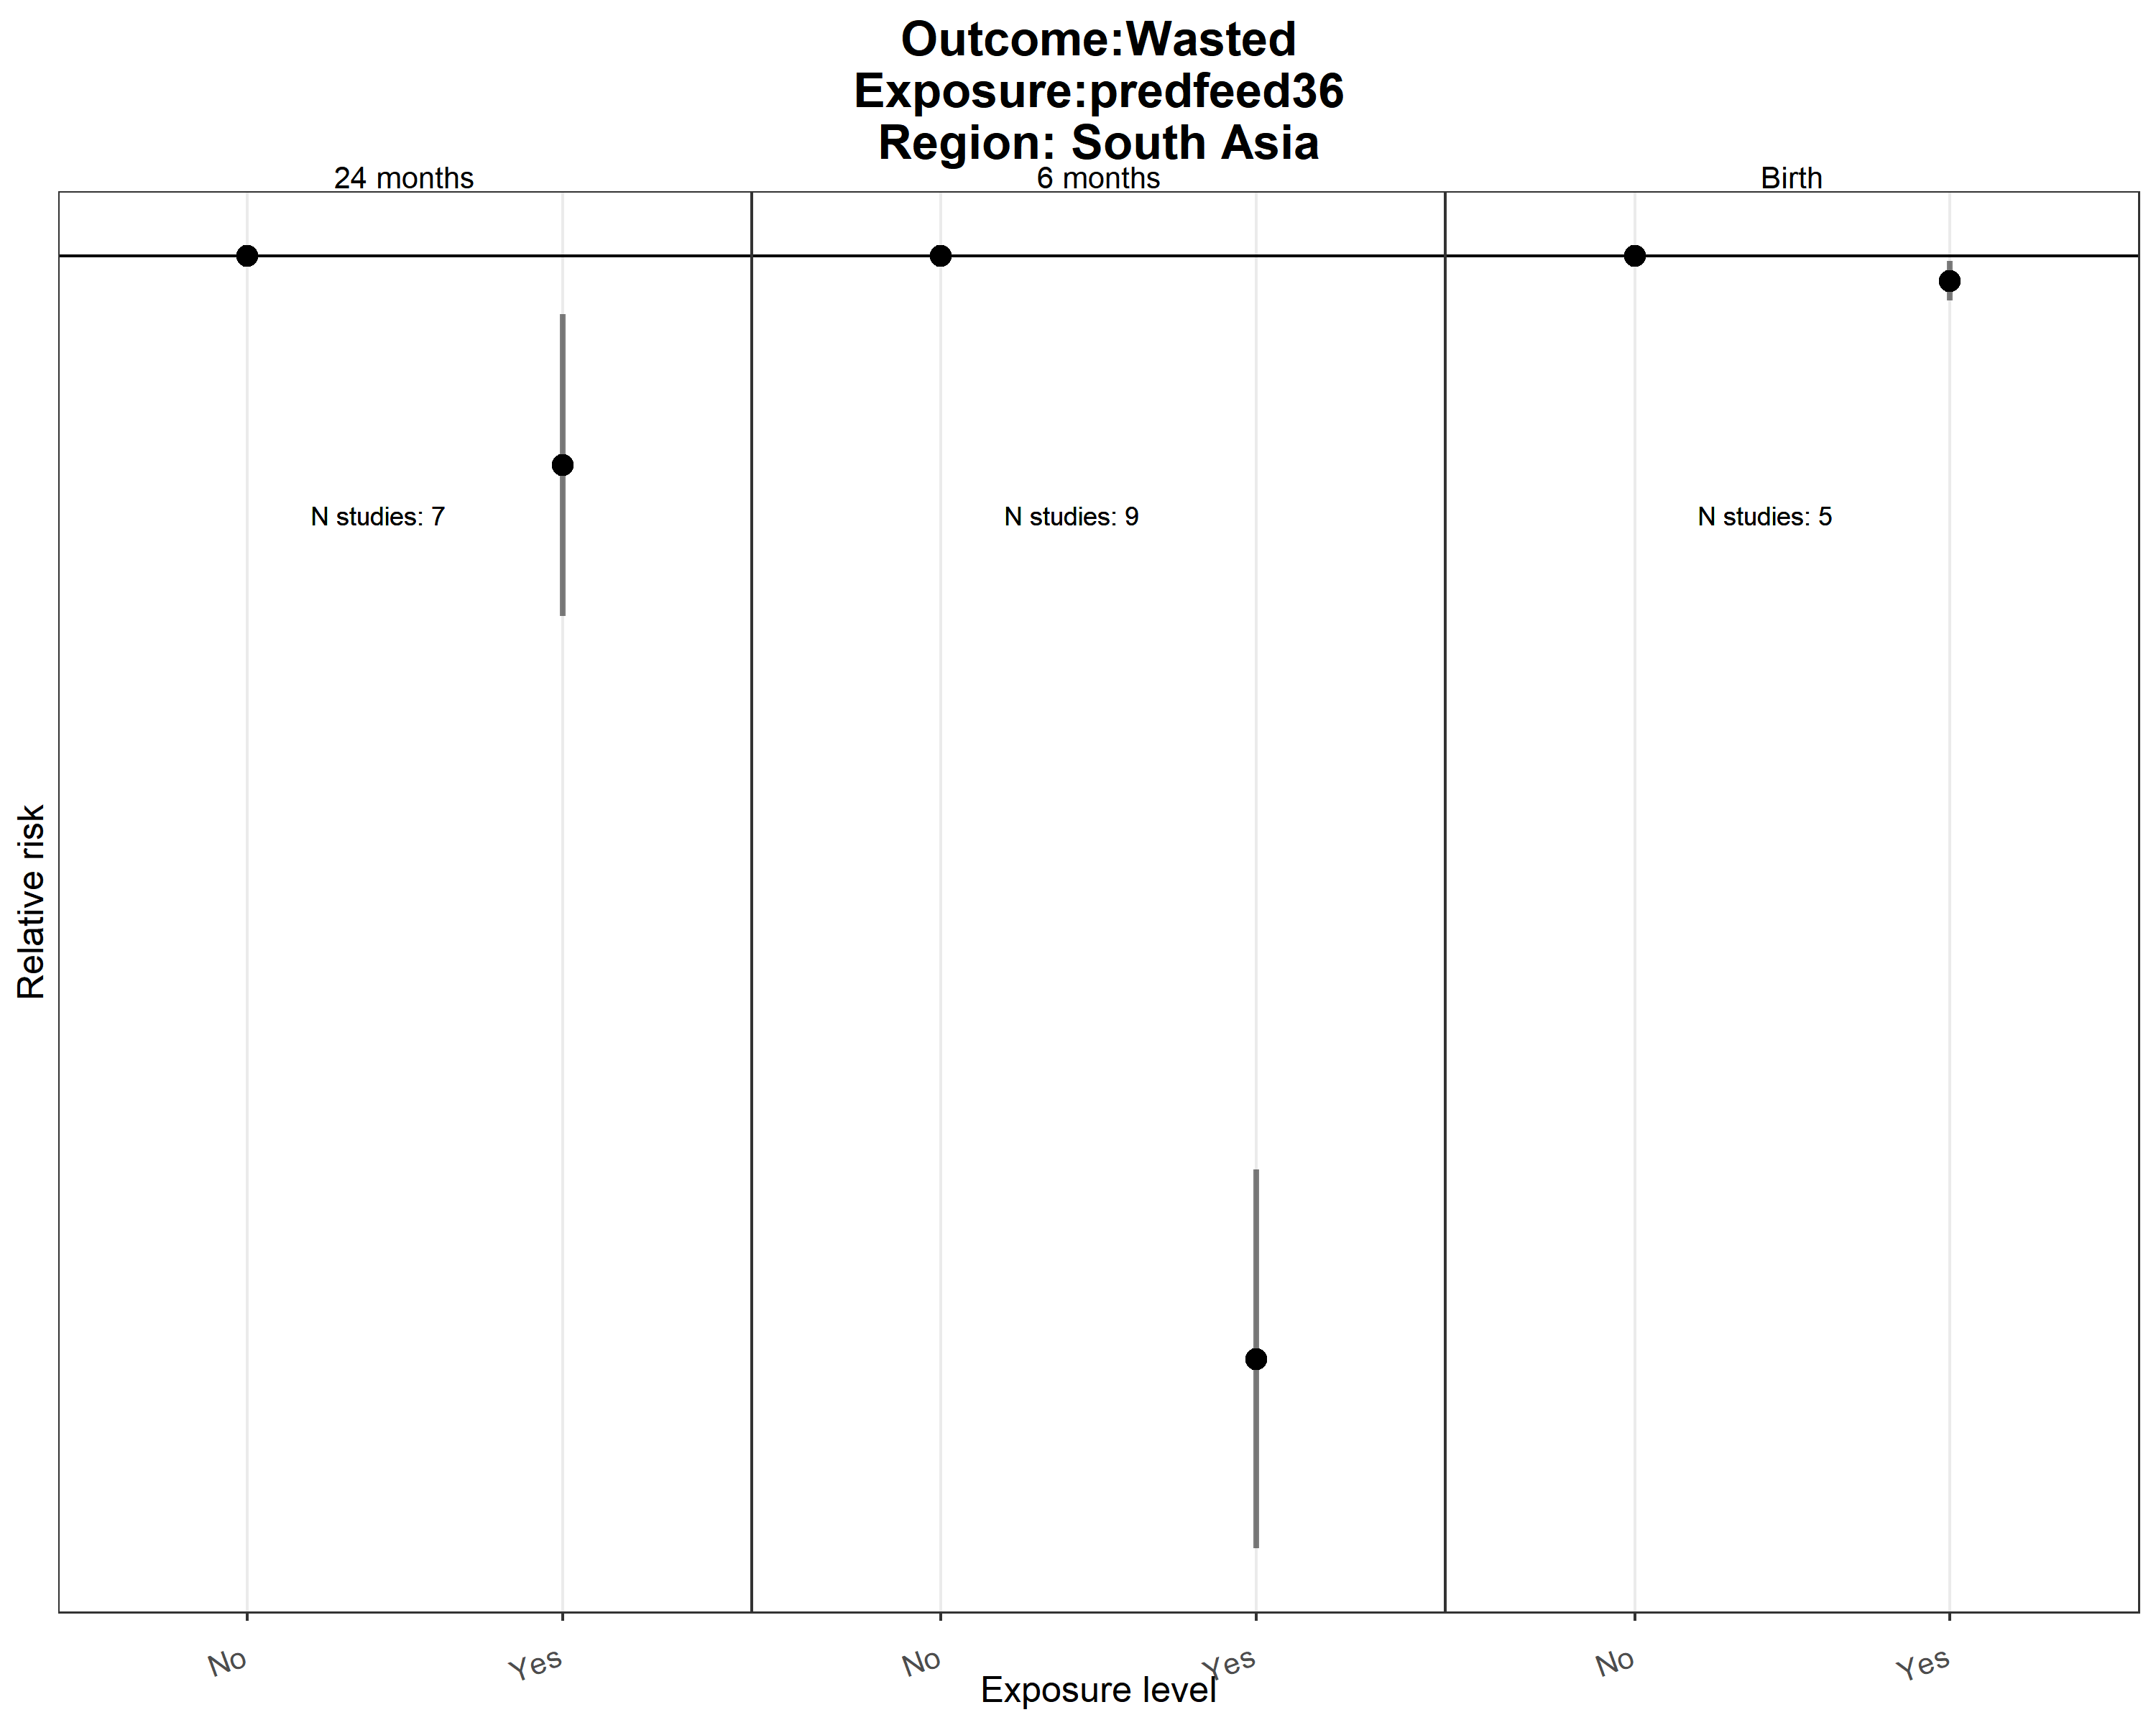 Outcome:Wasted
Exposure:predfeed36
Region: South Asia
24 months
6 months
Birth
N studies: 7
N studies: 9
N studies: 5
Relative risk
No
Yes
No
Yes
No
Yes
Exposure level